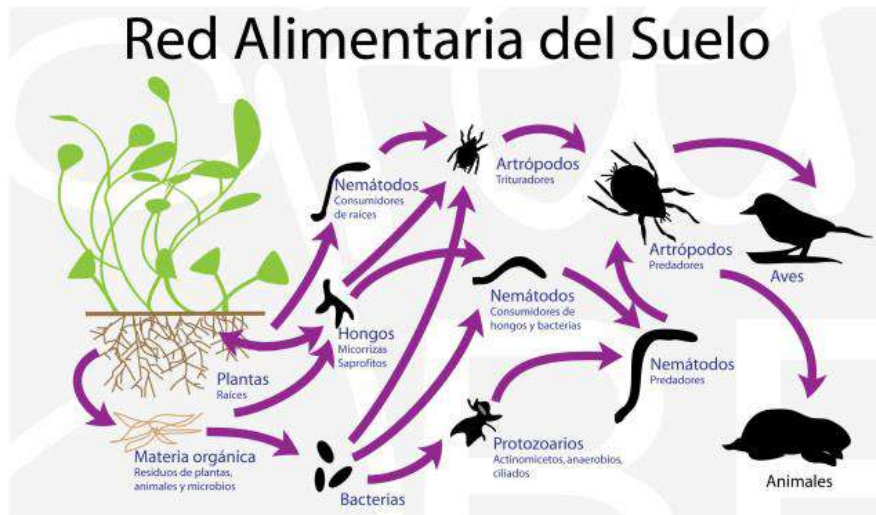 Red Alimentaria del Suelo
Nemátodos
Consumidores
de raíces
Artrópodos
Trituradores
Artrópodos
Predadores
Aves
Hongos
Micorrizas
Saprofitos
Nemátodos
Consumidores de
hongos y bacterias
Plantas
Raíces
Nemátodos
Predadores
Materia orgánica
Residuos de plantas,
animales y microbios
Bacterias
Protozoarios
Actinomicetos, anaerobios,
ciliados
Animales